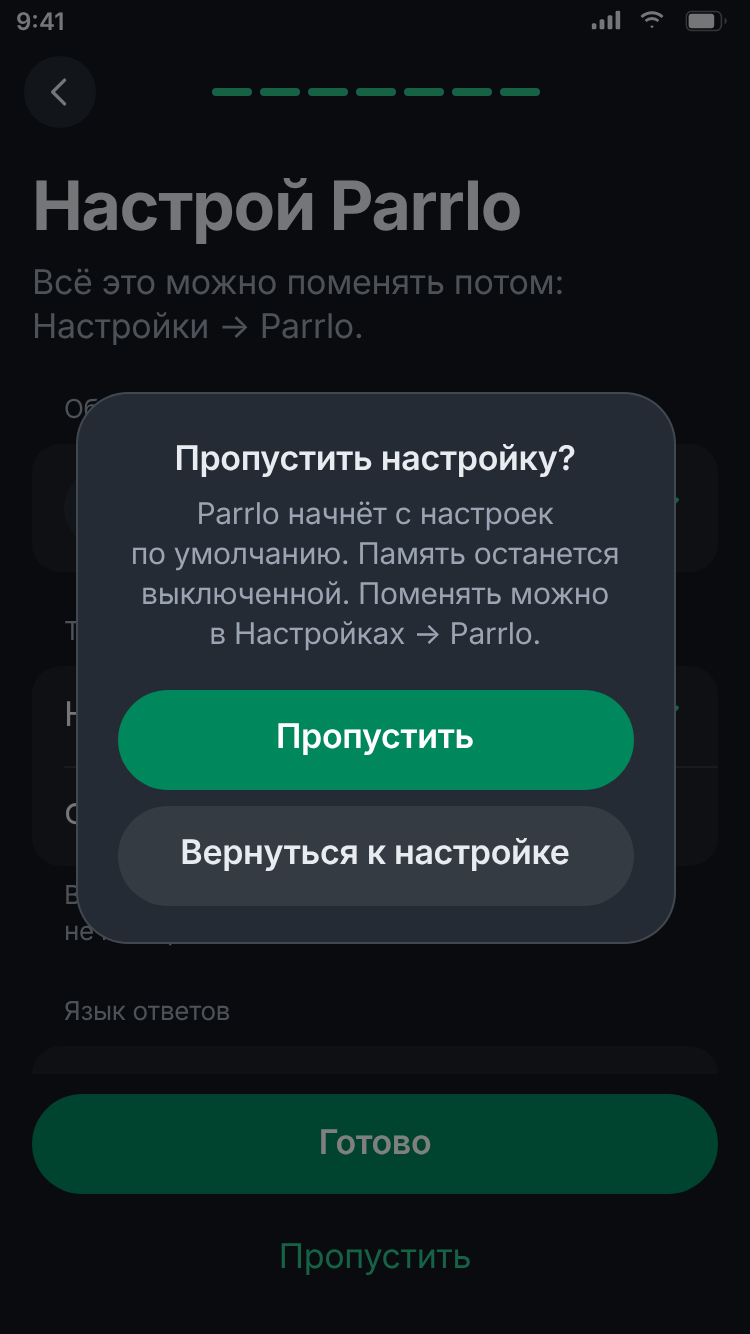 9:41
Настрой Parrlo
Всё это можно поменять потом:
Настройки → Parrlo.
Пропустить настройку?
Parrlo начнёт с настроек
по умолчанию. Память останется
выключенной. Поменять можно
в Настройках → Parrlo.
Пропустить
Вернуться к настройке
не
Язык ответов
Готово
Пропустить